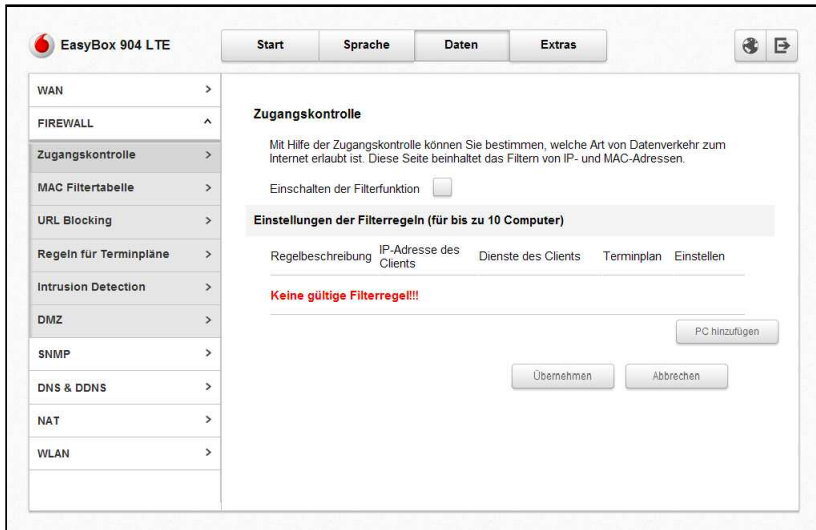 EasyBox 904 LTE
Start
Sprache
Daten
Extras
WAN
FIREWALL
Zugangskontrolle
MAC Filtertabelle
URL Blocking
Regeln für Terminpläne
Intrusion Detection
DMZ
SNMP
DNS & DDNS
NAT
WLAN
Zugangskontrolle
Mit Hilfe der Zugangskontrolle können Sie bestimmen, welche Art von Datenverkehr zum
Internet erlaubt ist. Diese Seite beinhaltet das Filtern von IP- und MAC-Adressen.
Einschalten der Filterfunktion
Einstellungen der Filterregeln (für bis zu 10 Computer)
Regelbeschreibung
IP-Adresse des
Clients
Dienste des Clients
Terminplan
Einstellen
Keine gültige Filterregel!!!
PC hinzufügen
Übernehmen
Abbrechen